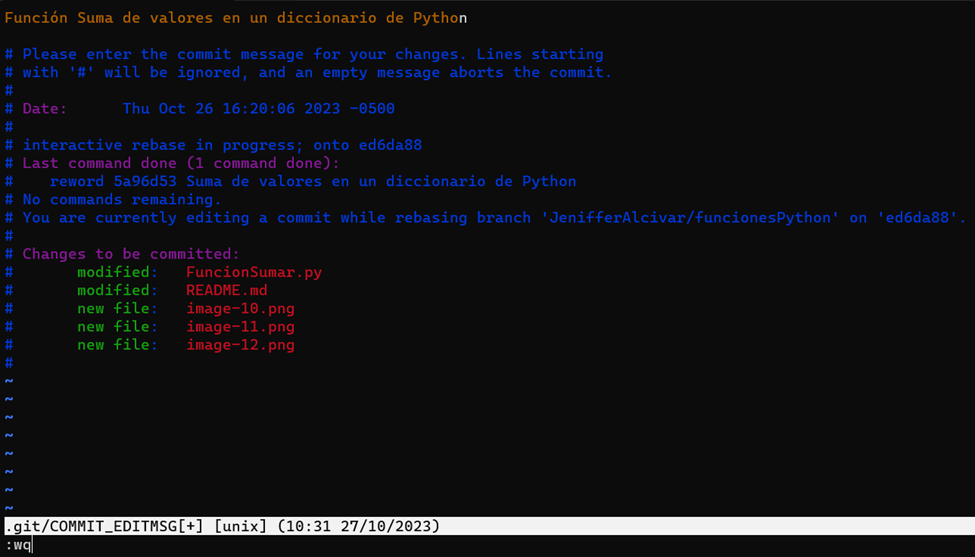 Función Suma de valores en un diccionario de Python

# Please enter the commit message for your changes. Lines starting
# with '#' will be ignored, and an empty message aborts the commit.
#
# Date:      Thu Oct 26 16:20:06 2023 -0500
#
# interactive rebase in progress; onto ed6da88
# Last command done (1 command done):
#    reword 5a96d53 Suma de valores en un diccionario de Python
# No commands remaining.
# You are currently editing a commit while rebasing branch 'JenifferAlcivar/funcionesPython' on 'ed6da88'.
#
# Changes to be committed:
#       modified:   FuncionSumar.py
#       modified:   README.md
#       new file:   image-10.png
#       new file:   image-11.png
#       new file:   image-12.png
#
~
~
~
~
~
~
~
~
.git/COMMIT_EDITMSG[+] [unix] (10:31 27/10/2023)
:wq